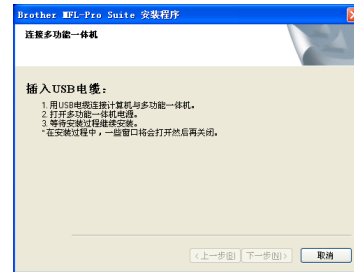 Brother MFL-Pro Suite 安装程序
连接多功能一体机
插入USB电缆：
1. 用USB电缆连接计算机与多功能一体机。
2. 打开多功能一体机电源。
3. 等待安装过程继续安装。
*在安装过程中，一些窗口将会打开然后再关闭。
<上一步(B) 下一步(N)> 取消